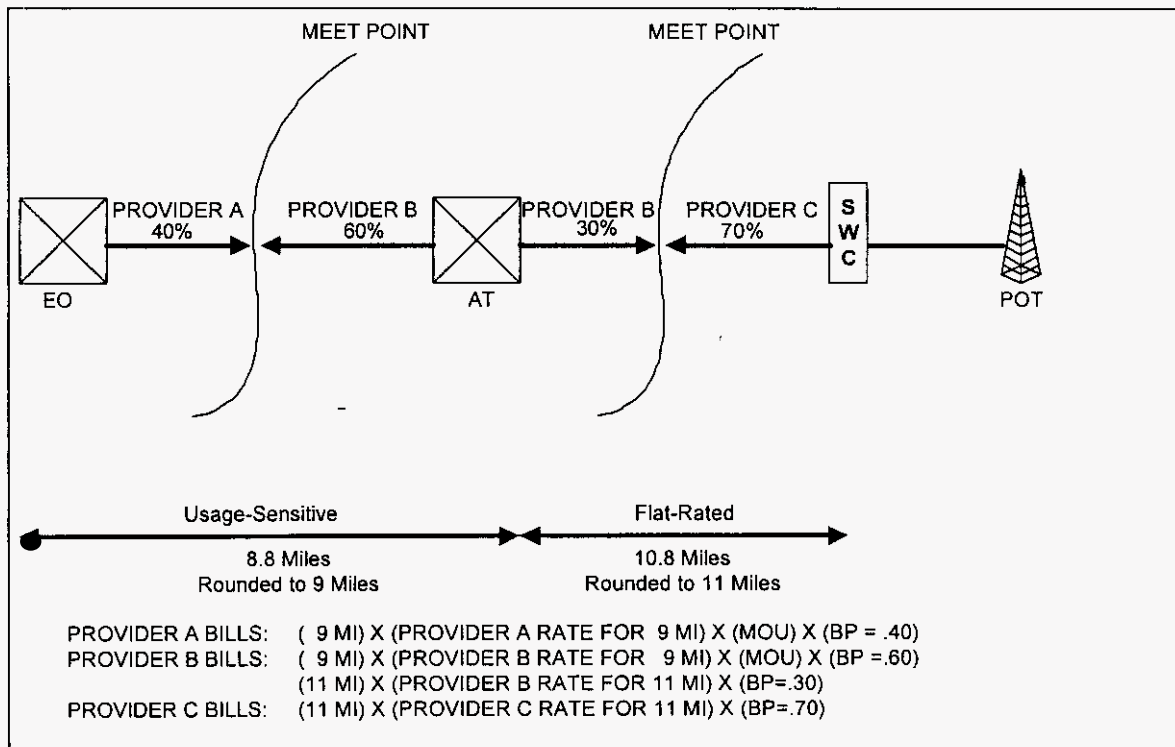 MEET POINT MEET POINT
PROVIDER A PROVIDER B PROVIDER B PROVIDER C
40% 60% 30% 70%
S
W
C
EO AT POT
Usage-Sensitive Flat-Rated
8.8 Miles 10.8 Miles
Rounded to 9 Miles Rounded to 11 Miles
PROVIDER A BILLS: ( 9 MI) X (PROVIDER A RATE FOR 9 MI) X (MOU) X (BP = .40)
PROVIDER B BILLS: ( 9 MI) X (PROVIDER B RATE FOR 9 MI) X (MOU) X (BP =.60)
(11 MI) X (PROVIDER B RATE FOR 11 MI) X (BP=.30)
PROVIDER C BILLS: (11 MI) X (PROVIDER C RATE FOR 11 MI) X (BP=.70)